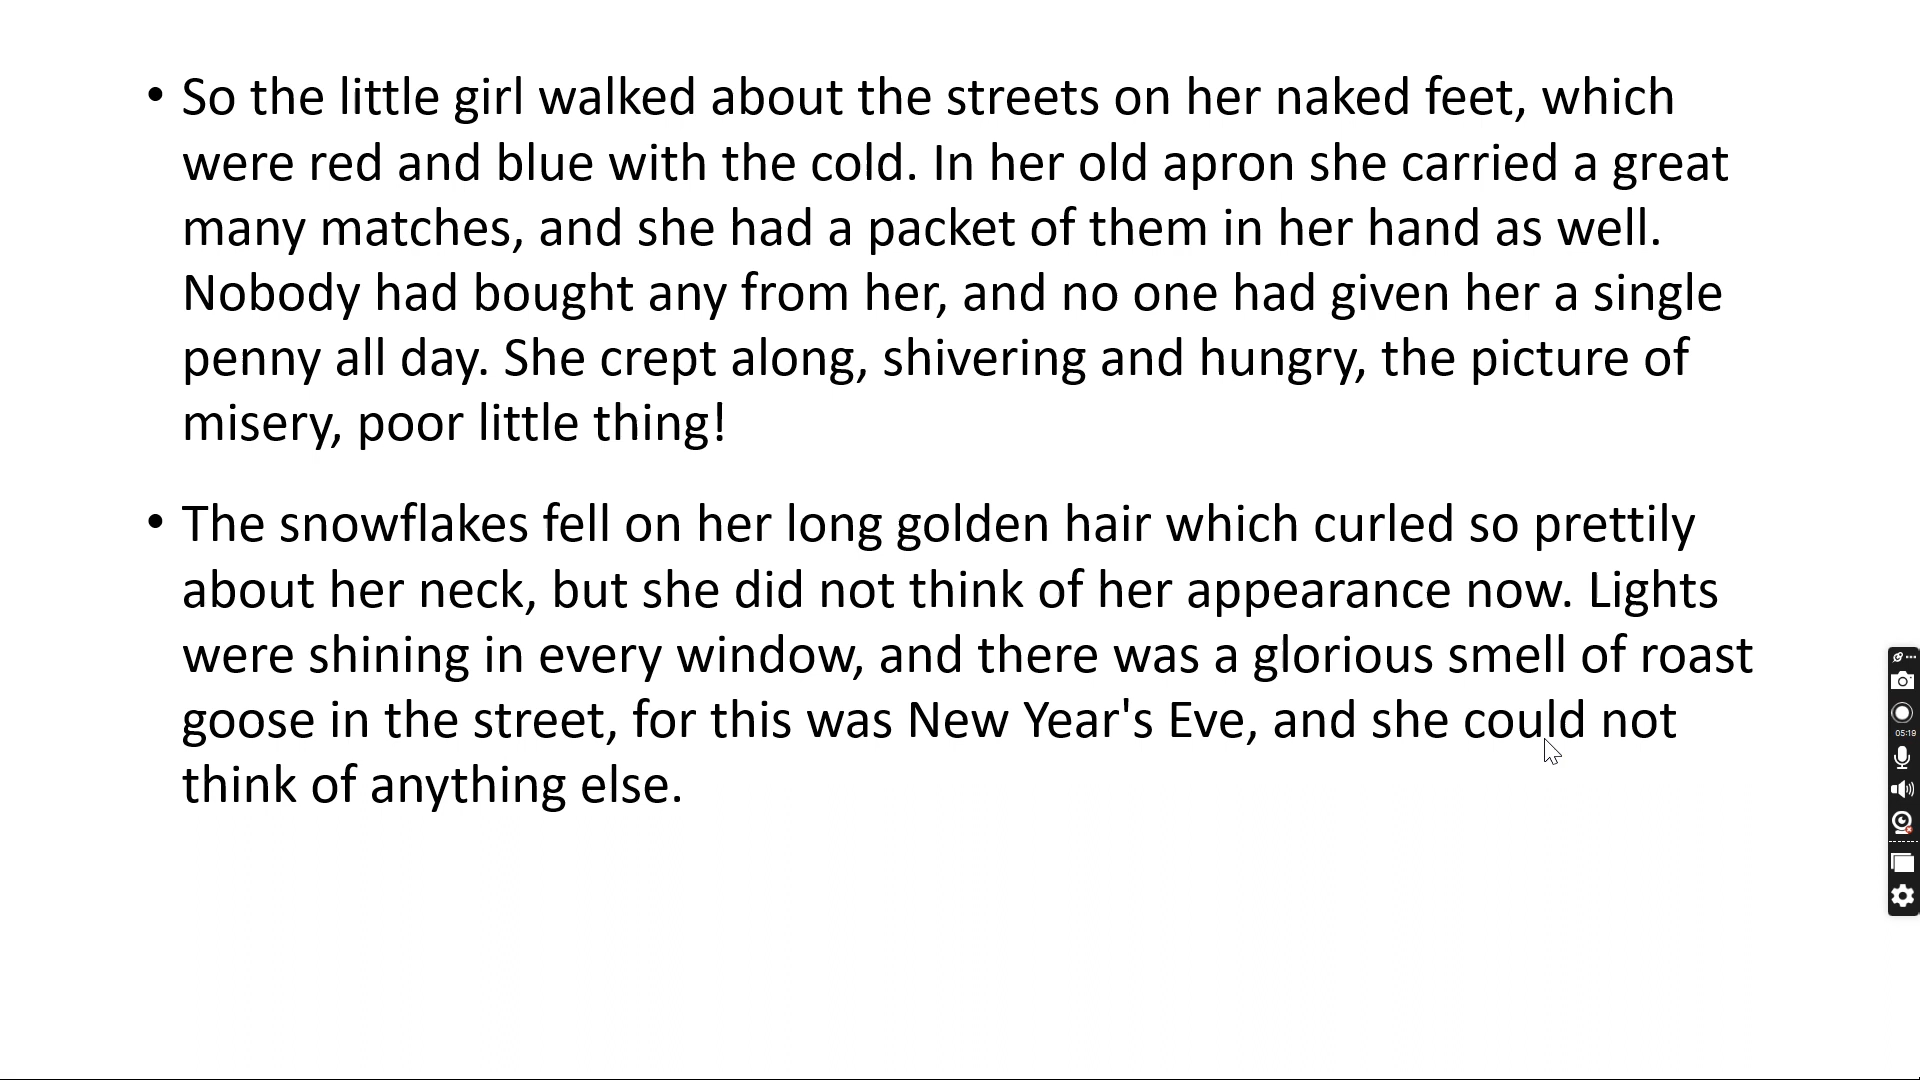 • So the little girl walked about the streets on her naked feet, which
were red and blue with the cold. In her old apron she carried a great
many matches, and she had a packet of them in her hand as well.
Nobody had bought any from her, and no one had given her a single
penny all day. She crept along, shivering and hungry, the picture of
misery, poor little thing!
• The snowflakes fell on her long golden hair which curled so prettily
about her neck, but she did not think of her appearance now. Lights
were shining in every window, and there was a glorious smell of roast
goose in the street, for this was New Year's Eve, and she could not
think of anything else.
05:19